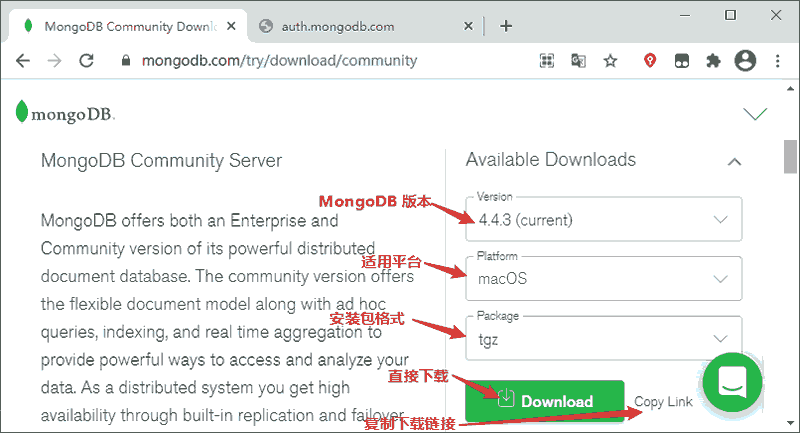 MongoDB Community Downlo
auth.mongodb.com
mongodb.com/try/download/community
mongoDB.
MongoDB Community Server
MongoDB offers both an Enterprise and
Community version of its powerful distributed
document database. The community version offers
the flexible document model along with ad hoc
queries, indexing, and real time aggregation to
provide powerful ways to access and analyze your
data. As a distributed system you get high
availability through built-in replication and failover
Available Downloads
MongoDB 版本
Version
4.4.3 (current)
适用平台
Platform
macOS
安装包格式
Package
tgz
直接下载
Download
复制下载链接
Copy Link